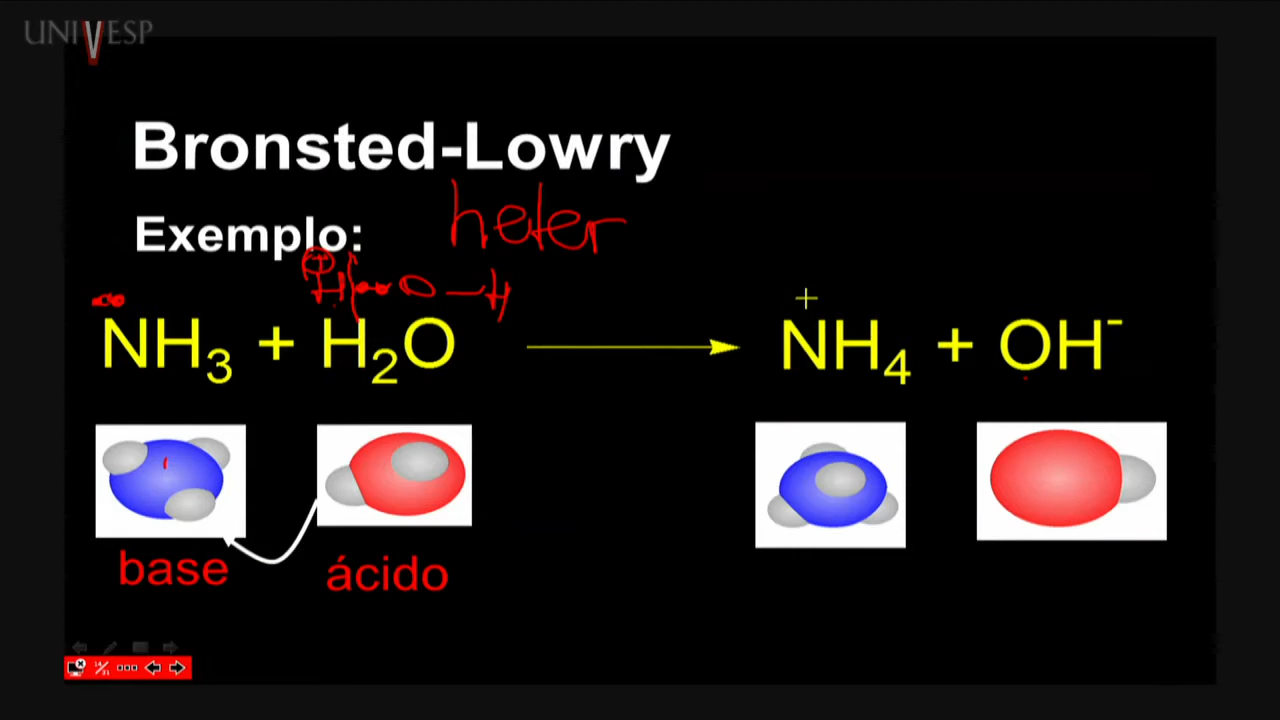 UNIVESP
Bronsted-Lowry
Exemplo:
heter
H O — H
NH₃ + H₂O → NH₄⁺ + OH⁻
base
ácido